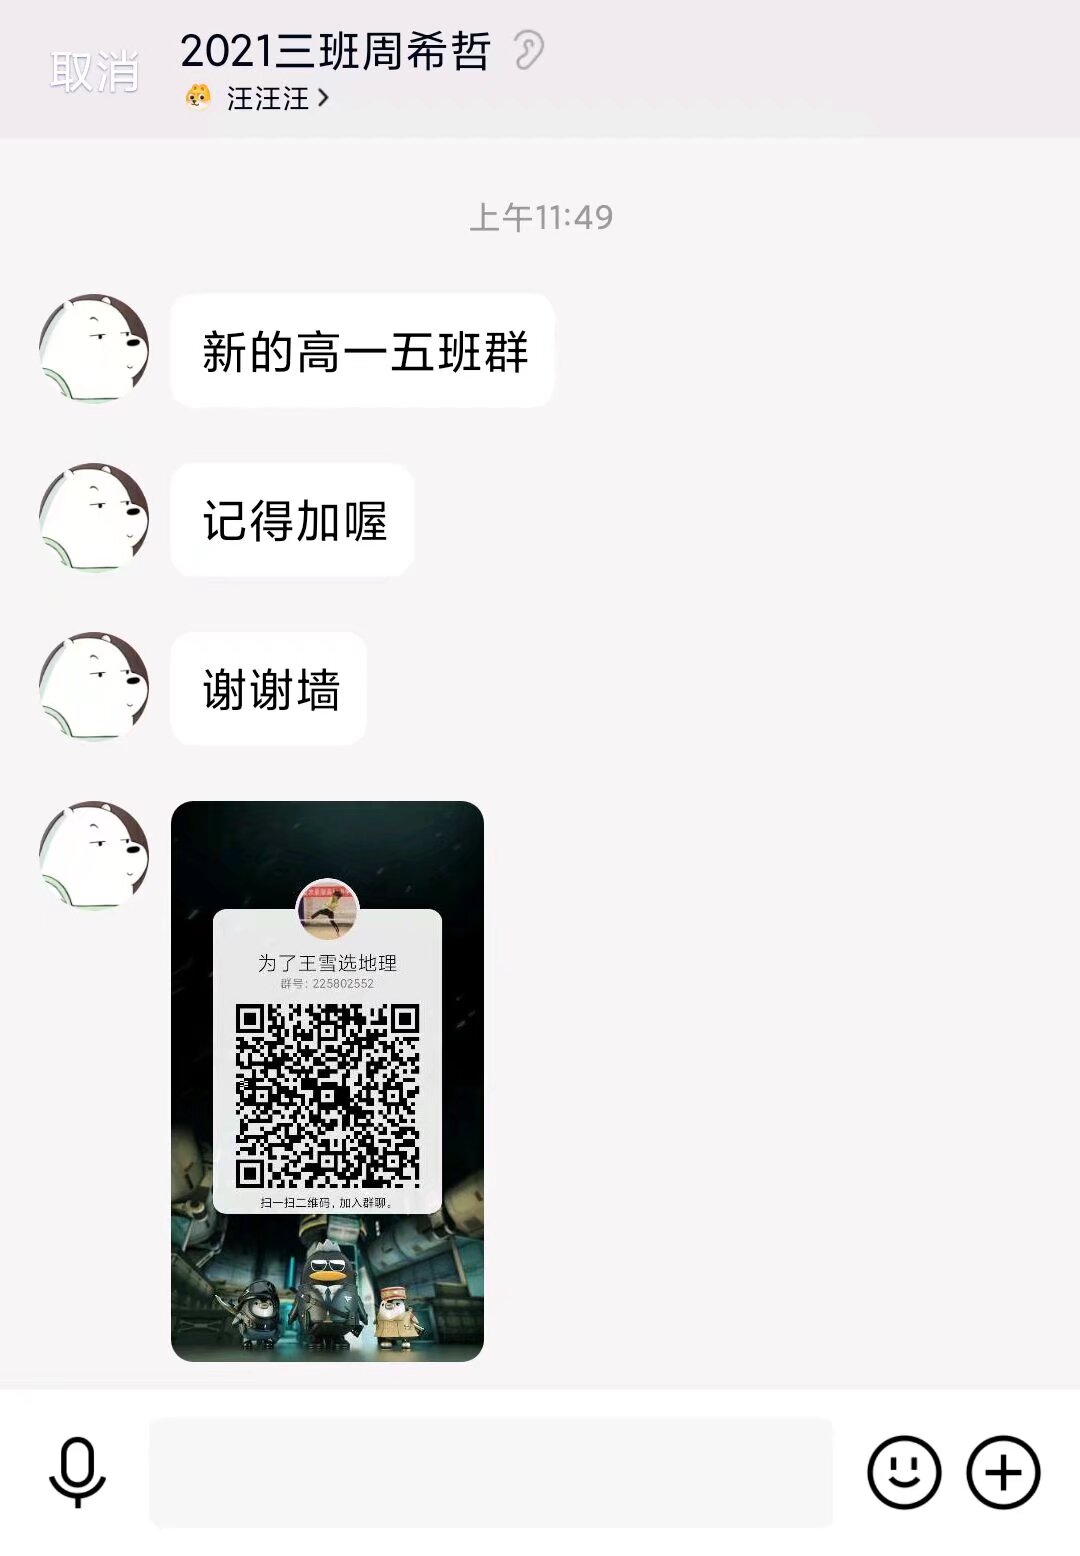 取消
2021三班周希哲
汪汪汪
上午11:49
新的高一五班群
记得加喔
谢谢墙
为了王雪选地理
群号：225802552
扫一扫二维码，加入群聊。